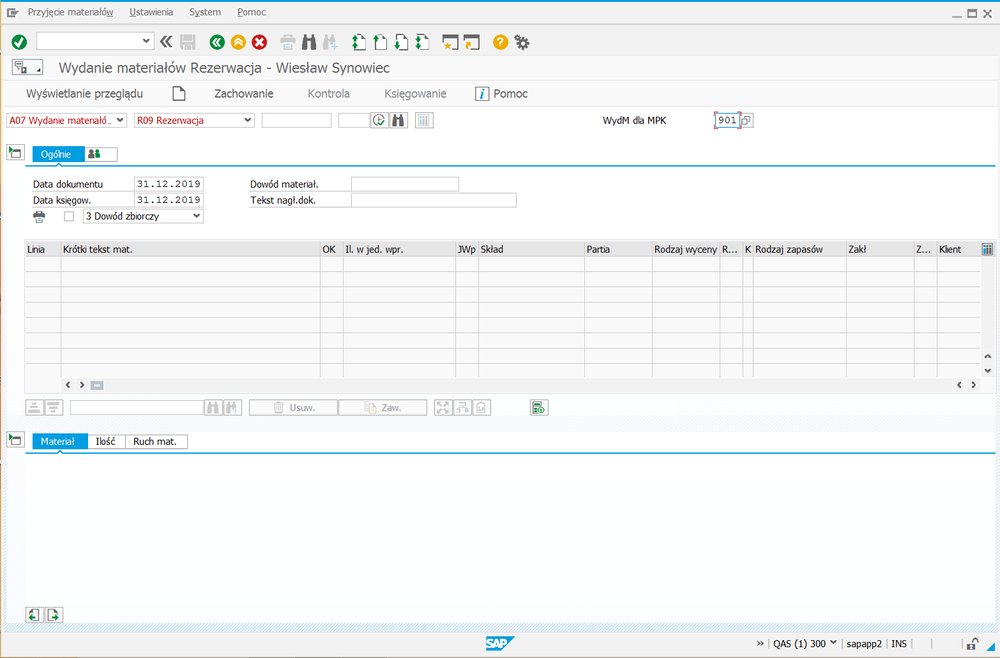 Przyjęcie materiałów Ustawienia System Pomoc
Wydanie materiałów Rezerwacja - Wiesław Synowiec
Wyświetlanie przeglądu Zachowanie Kontrola Księgowanie Pomoc
A07 Wydanie materiałó.. R09 Rezerwacja WydM dla MPK 901
Ogólnie
Data dokumentu 31.12.2019 Dowód materiał.
Data księgow. 31.12.2019 Tekst nagł.dok.
3 Dowód zbiorczy
Linia Krótki tekst mat. OK Il. w jed. wpr. JWp Skład Partia Rodzaj wyceny R... K Rodzaj zapasów Zakł Z... Klient
Usuw. Zaw.
Materiał Ilość Ruch mat.
SAP QAS (1) 300 sapapp2 INS